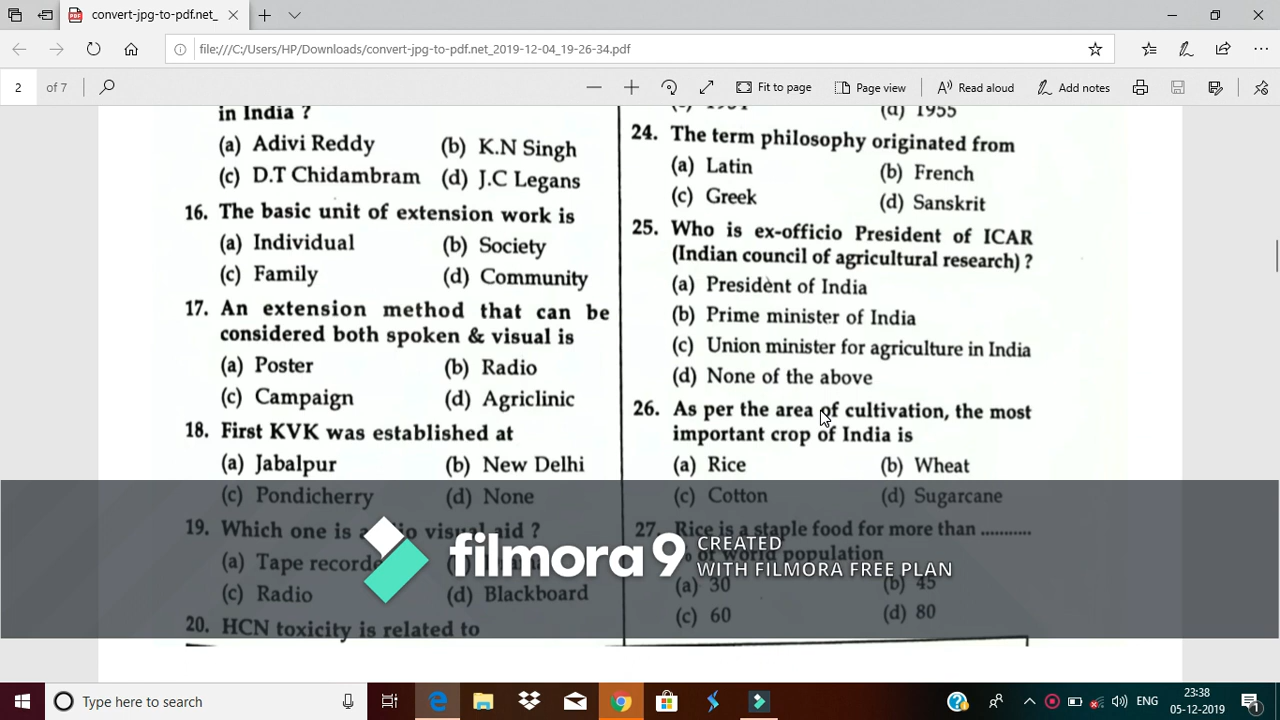 convert-jpg-to-pdf.net_
file:///C:/Users/HP/Downloads/convert-jpg-to-pdf.net_2019-12-04_19-26-34.pdf
2 of 7
Fit to page
Page view
Read aloud
Add notes
in India ?
(a) Adivi Reddy (b) K.N Singh
(c) D.T Chidambram (d) J.C Legans
16. The basic unit of extension work is
(a) Individual (b) Society
(c) Family (d) Community
17. An extension method that can be
considered both spoken & visual is
(a) Poster (b) Radio
(c) Campaign (d) Agriclinic
18. First KVK was established at
(a) Jabalpur (b) New Delhi
(c) Pondicherry (d) None
19. Which one is visual aid ?
(a) Tape
(c) Radio (d) Blackboard
20. HCN toxicity is related to
(d) 1955
24. The term philosophy originated from
(a) Latin (b) French
(c) Greek (d) Sanskrit
25. Who is ex-officio President of ICAR
(Indian council of agricultural research) ?
(a) President of India
(b) Prime minister of India
(c) Union minister for agriculture in India
(d) None of the above
26. As per the area of cultivation, the most
important crop of India is
(a) Rice (b) Wheat
(c) Cotton (d) Sugarcane
27. Rice is a staple food for more than ..........
of world population
(a) 30 (b) 45
(c) 60 (d) 80
filmora9
CREATED
WITH FILMORA FREE PLAN
Type here to search
ENG
23:38
05-12-2019
1